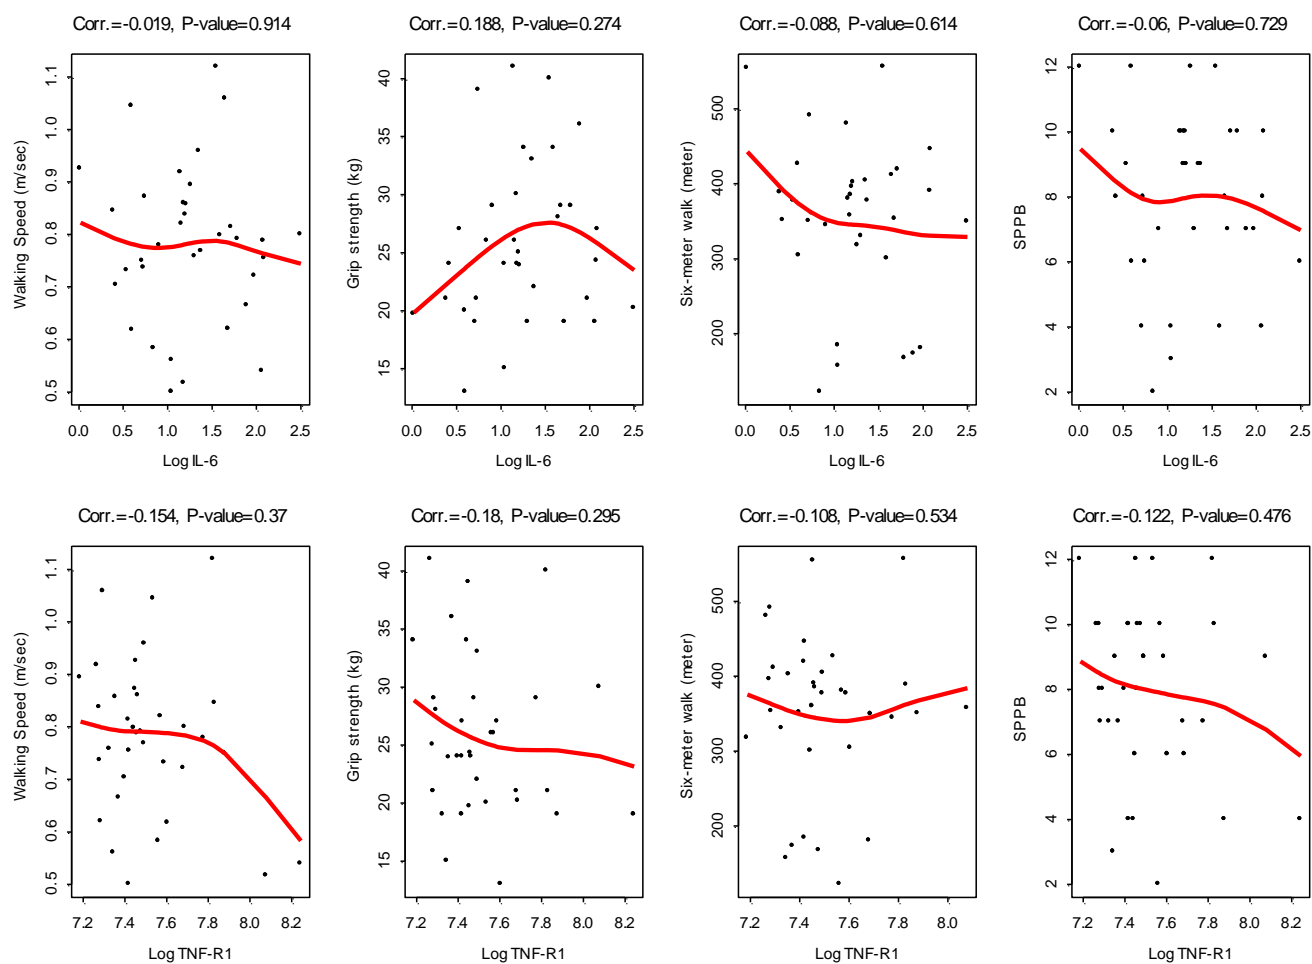 Corr.=-0.019, P-value=0.914
Corr.=0.188, P-value=0.274
Corr.=-0.088, P-value=0.614
Corr.=-0.06, P-value=0.729
Walking Speed (m/sec)
1.1
1.0
0.9
0.8
0.7
0.6
0.5
0.0 0.5 1.0 1.5 2.0 2.5
Log IL-6
Grip strength (kg)
40
35
30
25
20
15
0.0 0.5 1.0 1.5 2.0 2.5
Log IL-6
Six-meter walk (meter)
500
400
300
200
0.0 0.5 1.0 1.5 2.0 2.5
Log IL-6
SPPB
12
10
8
6
4
2
0.0 0.5 1.0 1.5 2.0 2.5
Log IL-6
Corr.=-0.154, P-value=0.37
Corr.=-0.18, P-value=0.295
Corr.=-0.108, P-value=0.534
Corr.=-0.122, P-value=0.476
Walking Speed (m/sec)
1.1
1.0
0.9
0.8
0.7
0.6
0.5
7.2 7.4 7.6 7.8 8.0 8.2
Log TNF-R1
Grip strength (kg)
40
35
30
25
20
15
7.2 7.4 7.6 7.8 8.0 8.2
Log TNF-R1
Six-meter walk (meter)
500
400
300
200
7.2 7.4 7.6 7.8 8.0
Log TNF-R1
SPPB
12
10
8
6
4
2
7.2 7.4 7.6 7.8 8.0 8.2
Log TNF-R1